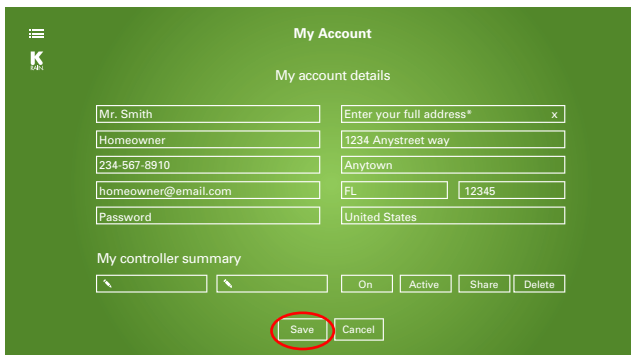 My Account
K
RAIN
My account details
Mr. Smith
Homeowner
234-567-8910
homeowner@email.com
Password
Enter your full address* x
1234 Anystreet way
Anytown
FL 12345
United States
My controller summary
On Active Share Delete
Save Cancel